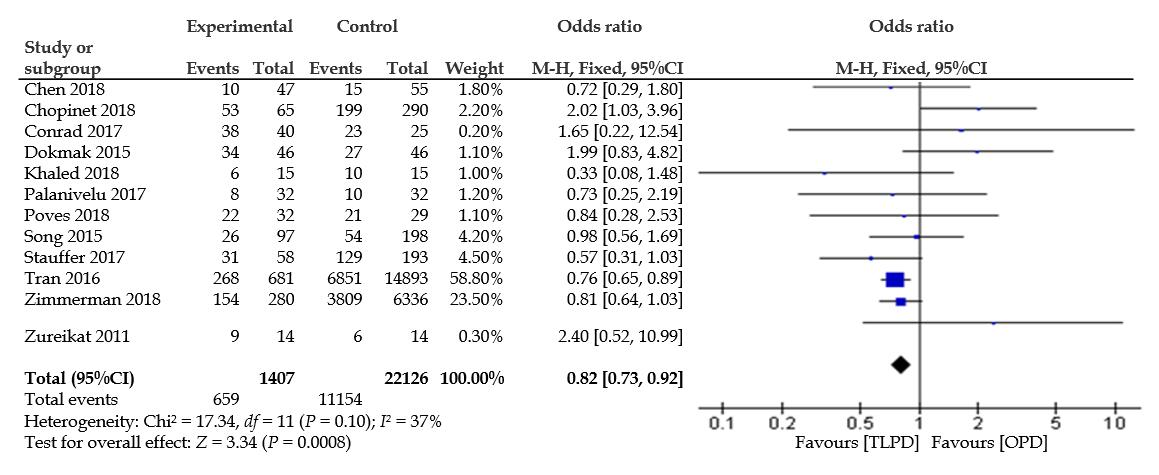 Experimental Control Odds ratio Odds ratio
Study or
subgroup Events Total Events Total Weight M-H, Fixed, 95%CI M-H, Fixed, 95%CI
Chen 2018 10 47 15 55 1.80% 0.72 [0.29, 1.80]
Chopinet 2018 53 65 199 290 2.20% 2.02 [1.03, 3.96]
Conrad 2017 38 40 23 25 0.20% 1.65 [0.22, 12.54]
Dokmak 2015 34 46 27 46 1.10% 1.99 [0.83, 4.82]
Khaled 2018 6 15 10 15 1.00% 0.33 [0.08, 1.48]
Palanivelu 2017 8 32 10 32 1.20% 0.73 [0.25, 2.19]
Poves 2018 22 32 21 29 1.10% 0.84 [0.28, 2.53]
Song 2015 26 97 54 198 4.20% 0.98 [0.56, 1.69]
Stauffer 2017 31 58 129 193 4.50% 0.57 [0.31, 1.03]
Tran 2016 268 681 6851 14893 58.80% 0.76 [0.65, 0.89]
Zimmerman 2018 154 280 3809 6336 23.50% 0.81 [0.64, 1.03]
Zureikat 2011 9 14 6 14 0.30% 2.40 [0.52, 10.99]
Total (95%CI) 1407 22126 100.00% 0.82 [0.73, 0.92]
Total events 659 11154
Heterogeneity: Chi² = 17.34, df = 11 (P = 0.10); I² = 37%
Test for overall effect: Z = 3.34 (P = 0.0008)
0.1 0.2 0.5 1 2 5 10
Favours [TLPD] Favours [OPD]